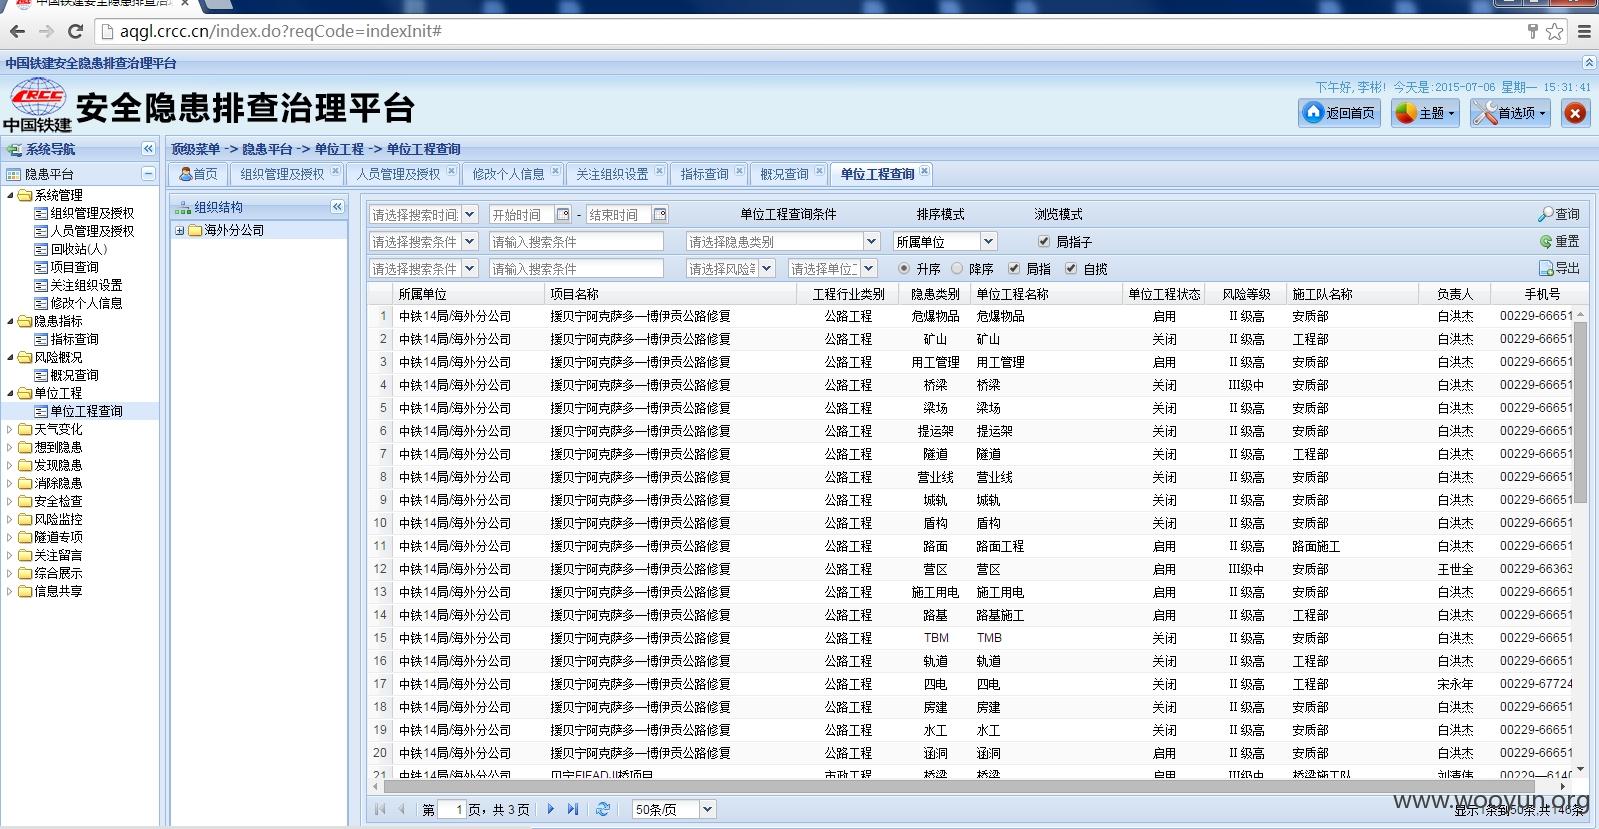 中国铁建安全隐患排查治理
aqgl.crcc.cn/index.do?reqCode=indexInit#
中国铁建安全隐患排查治理平台
CRCC
中国铁建
安全隐患排查治理平台
下午好,李彬! 今天是:2015-07-06 星期一 15:31:41
返回首页 主题 首选项
系统导航
顶级菜单 -> 隐患平台 -> 单位工程 -> 单位工程查询
隐患平台
首页 组织管理及授权 人员管理及授权 修改个人信息 关注组织设置 指标查询 概况查询 单位工程查询
系统管理
组织管理及授权
人员管理及授权
回收站(人)
项目查询
关注组织设置
修改个人信息
隐患指标
指标查询
风险概况
概况查询
单位工程
单位工程查询
天气变化
想到隐患
发现隐患
消除隐患
安全检查
风险监控
隧道专项
关注留言
综合展示
信息共享
组织结构
海外分公司
请选择搜索时间 开始时间 - 结束时间 单位工程查询条件 排序模式 浏览模式 查询
请选择搜索条件 请输入搜索条件 请选择隐患类别 所属单位 局指子 重置
请选择搜索条件 请输入搜索条件 请选择风险等 请选择单位工 升序 降序 局指 自揽 导出
所属单位 项目名称 工程行业类别 隐患类别 单位工程名称 单位工程状态 风险等级 施工队名称 负责人 手机号
1 中铁14局/海外分公司 援贝宁阿克萨多—博伊贡公路修复 公路工程 危爆物品 危爆物品 启用 II级高 安质部 白洪杰 00229-66651
2 中铁14局/海外分公司 援贝宁阿克萨多—博伊贡公路修复 公路工程 矿山 矿山 关闭 II级高 工程部 白洪杰 00229-66651
3 中铁14局/海外分公司 援贝宁阿克萨多—博伊贡公路修复 公路工程 用工管理 用工管理 启用 II级高 安质部 白洪杰 00229-66651
4 中铁14局/海外分公司 援贝宁阿克萨多—博伊贡公路修复 公路工程 桥梁 桥梁 关闭 III级中 安质部 白洪杰 00229-66651
5 中铁14局/海外分公司 援贝宁阿克萨多—博伊贡公路修复 公路工程 梁场 梁场 关闭 II级高 安质部 白洪杰 00229-66651
6 中铁14局/海外分公司 援贝宁阿克萨多—博伊贡公路修复 公路工程 提运架 提运架 关闭 II级高 安质部 白洪杰 00229-66651
7 中铁14局/海外分公司 援贝宁阿克萨多—博伊贡公路修复 公路工程 隧道 隧道 关闭 II级高 工程部 白洪杰 00229-66651
8 中铁14局/海外分公司 援贝宁阿克萨多—博伊贡公路修复 公路工程 营业线 营业线 关闭 II级高 安质部 白洪杰 00229-66651
9 中铁14局/海外分公司 援贝宁阿克萨多—博伊贡公路修复 公路工程 城轨 城轨 关闭 II级高 安质部 白洪杰 00229-66651
10 中铁14局/海外分公司 援贝宁阿克萨多—博伊贡公路修复 公路工程 盾构 盾构 关闭 II级高 安质部 白洪杰 00229-66651
11 中铁14局/海外分公司 援贝宁阿克萨多—博伊贡公路修复 公路工程 路面 路面工程 启用 II级高 路面施工 白洪杰 00229-66651
12 中铁14局/海外分公司 援贝宁阿克萨多—博伊贡公路修复 公路工程 营区 营区 启用 III级中 安质部 王世全 00229-66363
13 中铁14局/海外分公司 援贝宁阿克萨多—博伊贡公路修复 公路工程 施工用电 施工用电 启用 II级高 安质部 白洪杰 00229-66651
14 中铁14局/海外分公司 援贝宁阿克萨多—博伊贡公路修复 公路工程 路基 路基施工 启用 II级高 工程部 白洪杰 00229-66651
15 中铁14局/海外分公司 援贝宁阿克萨多—博伊贡公路修复 公路工程 TBM TMB 关闭 II级高 安质部 白洪杰 00229-66651
16 中铁14局/海外分公司 援贝宁阿克萨多—博伊贡公路修复 公路工程 轨道 轨道 关闭 II级高 工程部 白洪杰 00229-66651
17 中铁14局/海外分公司 援贝宁阿克萨多—博伊贡公路修复 公路工程 四电 四电 关闭 II级高 工程部 宋永年 00229-67724
18 中铁14局/海外分公司 援贝宁阿克萨多—博伊贡公路修复 公路工程 房建 房建 关闭 II级高 安质部 白洪杰 00229-66651
19 中铁14局/海外分公司 援贝宁阿克萨多—博伊贡公路修复 公路工程 水工 水工 关闭 II级高 安质部 白洪杰 00229-66651
20 中铁14局/海外分公司 援贝宁阿克萨多—博伊贡公路修复 公路工程 涵洞 涵洞 启用 II级高 安质部 白洪杰 00229-66651
21 中铁14局/海外分公司 贝宁FIFADJI桥项目 市政工程 桥梁 桥梁 启用 III级中 桥梁施工队 刘清伟 00229—6140
第 1 页,共 3 页 50条/页 显示1条到50条,共146条
www.wooyun.org